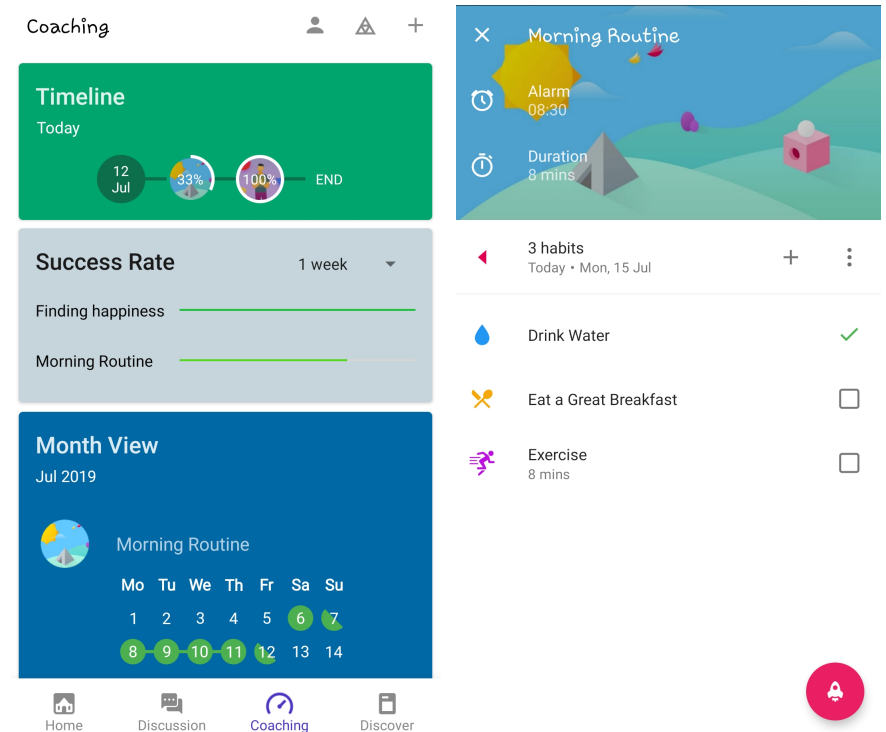 Coaching
Timeline
Today
12
Jul
33%
100%
END
Success Rate
1 week
Finding happiness
Morning Routine
Month View
Jul 2019
Morning Routine
Mo Tu We Th Fr Sa Su
1 2 3 4 5 6 7
8 9 10 11 12 13 14
Home Discussion Coaching Discover
Morning Routine
Alarm
08:30
Duration
8 mins
3 habits
Today • Mon, 15 Jul
Drink Water
Eat a Great Breakfast
Exercise
8 mins